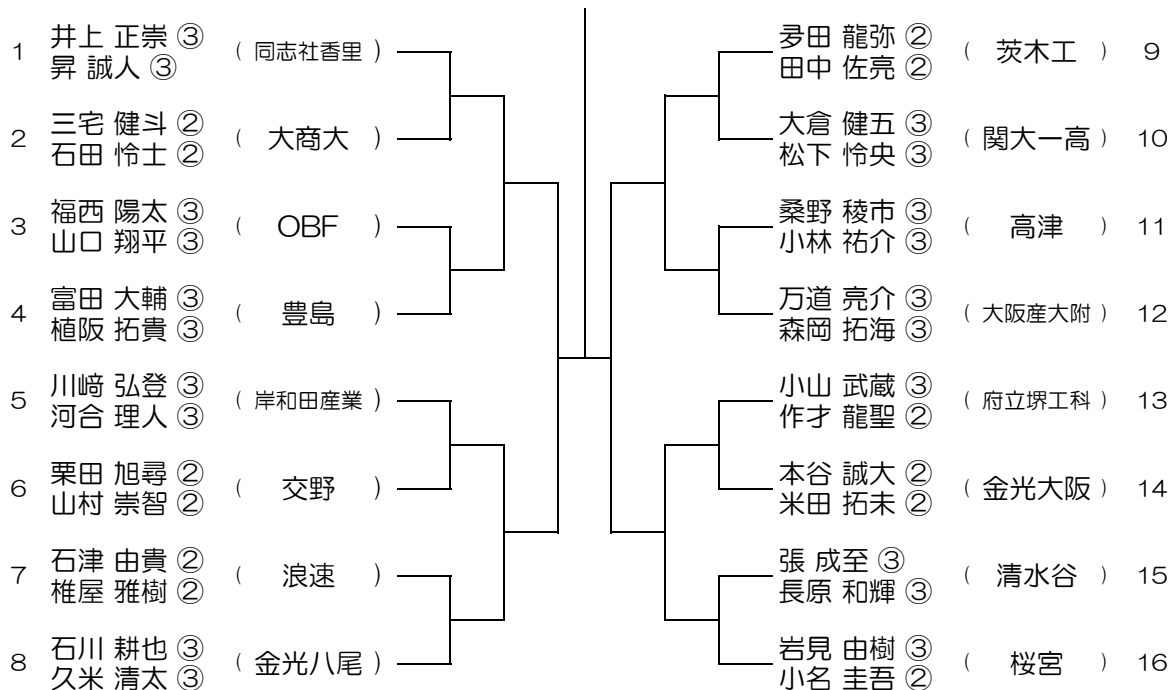 1 井上 正崇 ③ 昇 誠人 ③ ( 同志社香里 )
2 三宅 健斗 ② 石田 怜士 ② ( 大商大 )
3 福西 陽太 ③ 山口 翔平 ③ ( OBF )
4 富田 大輔 ③ 植阪 拓貴 ③ ( 豊島 )
5 川﨑 弘登 ③ 河合 理人 ③ ( 岸和田産業 )
6 栗田 旭尋 ② 山村 崇智 ② ( 交野 )
7 石津 由貴 ② 椎屋 雅樹 ② ( 浪速 )
8 石川 耕也 ③ 久米 清太 ③ ( 金光八尾 )
多田 龍弥 ② 田中 佐亮 ② ( 茨木工 ) 9
大倉 健五 ③ 松下 怜央 ③ ( 関大一高 ) 10
桑野 稜市 ③ 小林 祐介 ③ ( 高津 ) 11
万道 亮介 ③ 森岡 拓海 ③ ( 大阪産大附 ) 12
小山 武蔵 ③ 作才 龍聖 ② ( 府立堺工科 ) 13
本谷 誠大 ② 米田 拓未 ② ( 金光大阪 ) 14
張 成至 ③ 長原 和輝 ③ ( 清水谷 ) 15
岩見 由樹 ③ 小名 圭吾 ② ( 桜宮 ) 16